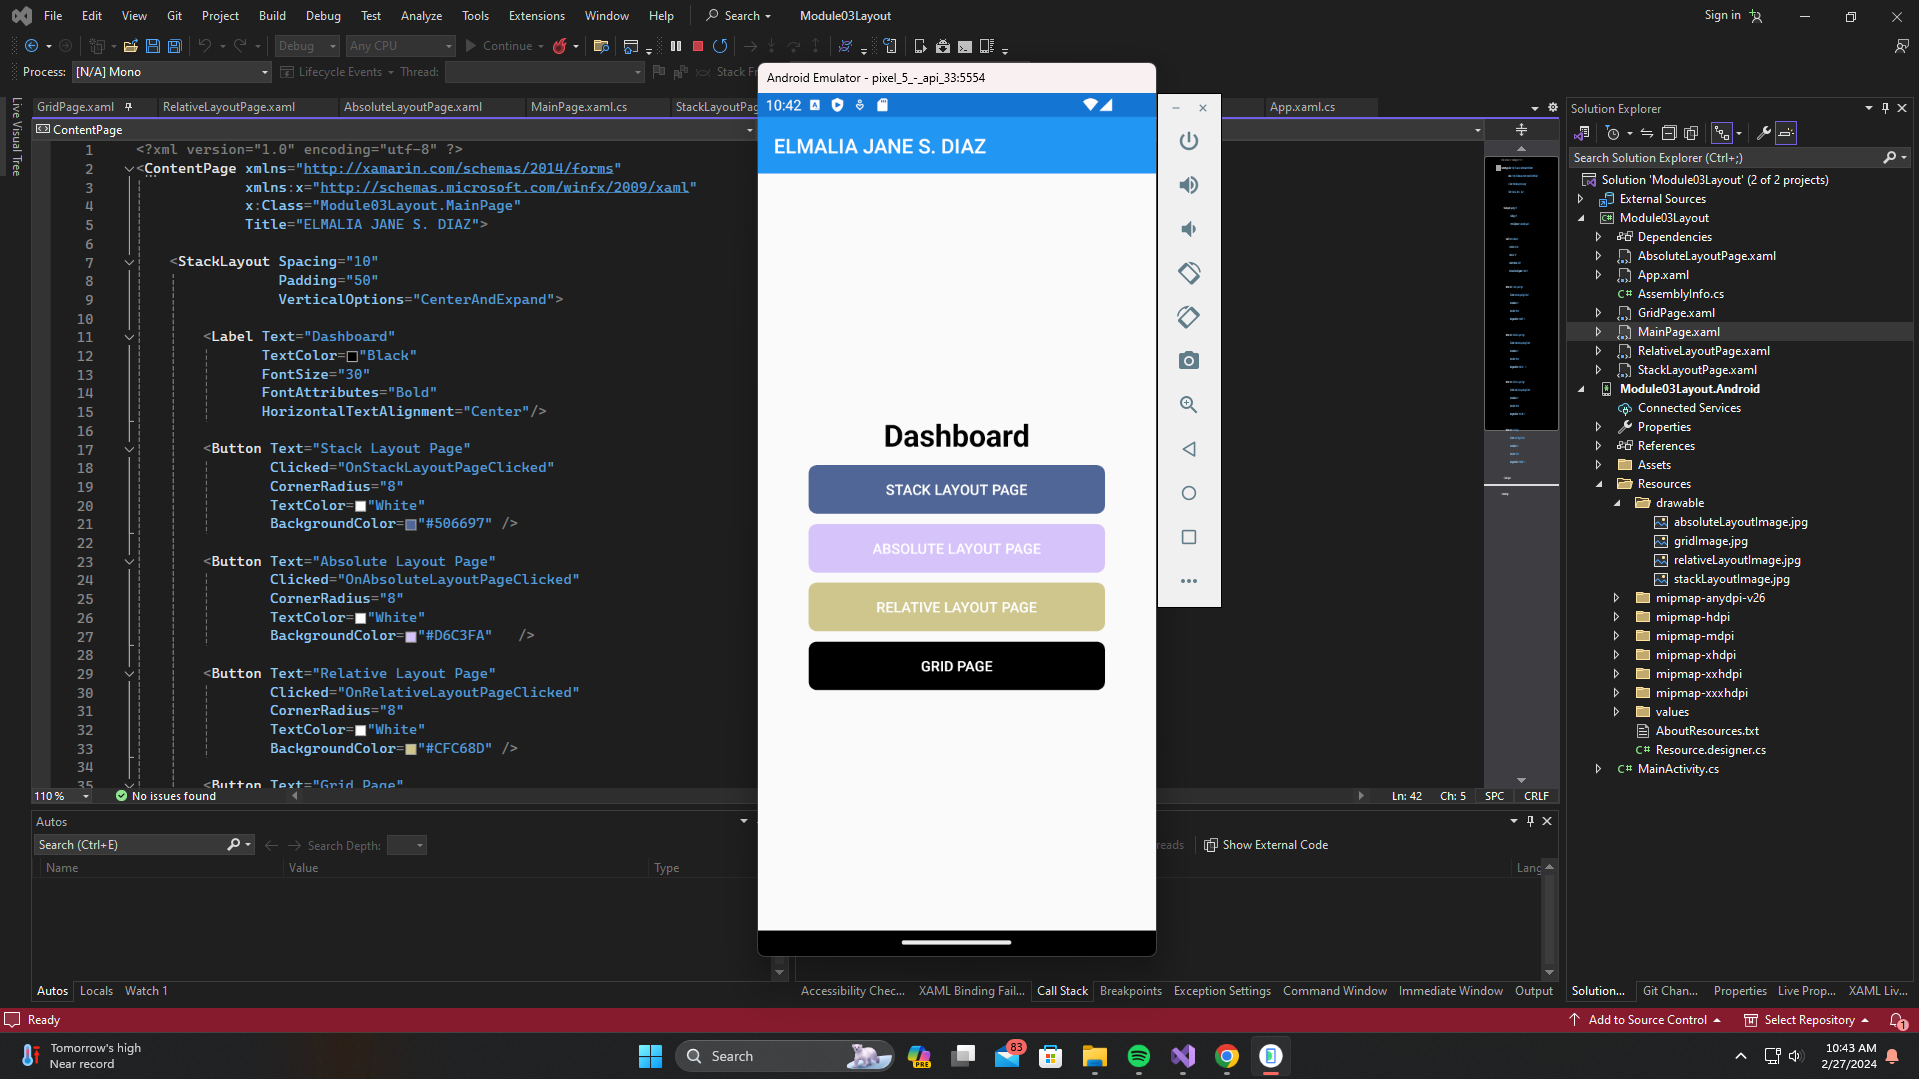 File Edit View Git Project Build Debug Test Analyze Tools Extensions Window Help Search Module03Layout Sign in
Debug Any CPU Continue
Process: [N/A] Mono Lifecycle Events Thread: Stack
GridPage.xaml RelativeLayoutPage.xaml AbsoluteLayoutPage.xaml MainPage.xaml.cs App.xaml.cs
Live Visual Tree
ContentPage
1 <?xml version="1.0" encoding="utf-8" ?>
2 <ContentPage xmlns="http://xamarin.com/schemas/2014/forms"
3 xmlns:x="http://schemas.microsoft.com/winfx/2009/xaml"
4 x:Class="Module03Layout.MainPage"
5 Title="ELMALIA JANE S. DIAZ">
6
7 <StackLayout Spacing="10"
8 Padding="50"
9 VerticalOptions="CenterAndExpand">
10
11 <Label Text="Dashboard"
12 TextColor="Black"
13 FontSize="30"
14 FontAttributes="Bold"
15 HorizontalTextAlignment="Center"/>
16
17 <Button Text="Stack Layout Page"
18 Clicked="OnStackLayoutPageClicked"
19 CornerRadius="8"
20 TextColor="White"
21 BackgroundColor="#506697" />
22
23 <Button Text="Absolute Layout Page"
24 Clicked="OnAbsoluteLayoutPageClicked"
25 CornerRadius="8"
26 TextColor="White"
27 BackgroundColor="#D6C3FA" />
28
29 <Button Text="Relative Layout Page"
30 Clicked="OnRelativeLayoutPageClicked"
31 CornerRadius="8"
32 TextColor="White"
33 BackgroundColor="#CFC68D" />
34
35 <Button Text="Grid Page"
110 % No issues found Ln: 42 Ch: 5 SPC CRLF
Android Emulator - pixel_5_-_api_33:5554
10:42
ELMALIA JANE S. DIAZ
Dashboard
STACK LAYOUT PAGE
ABSOLUTE LAYOUT PAGE
RELATIVE LAYOUT PAGE
GRID PAGE
Solution Explorer
Search Solution Explorer (Ctrl+;)
Solution 'Module03Layout' (2 of 2 projects)
External Sources
Module03Layout
Dependencies
AbsoluteLayoutPage.xaml
App.xaml
AssemblyInfo.cs
GridPage.xaml
MainPage.xaml
RelativeLayoutPage.xaml
StackLayoutPage.xaml
Module03Layout.Android
Connected Services
Properties
References
Assets
Resources
drawable
absoluteLayoutImage.jpg
gridImage.jpg
relativeLayoutImage.jpg
stackLayoutImage.jpg
mipmap-anydpi-v26
mipmap-hdpi
mipmap-mdpi
mipmap-xhdpi
mipmap-xxhdpi
mipmap-xxxhdpi
values
AboutResources.txt
Resource.designer.cs
MainActivity.cs
Autos
Search (Ctrl+E) Search Depth: Show External Code
Name Value Type Lang
Autos Locals Watch 1 Accessibility Chec... XAML Binding Fail... Call Stack Breakpoints Exception Settings Command Window Immediate Window Output Solution... Git Chan... Properties Live Prop... XAML Liv...
Ready Add to Source Control Select Repository 1
Tomorrow's high
Near record
Search PRE 83
10:43 AM
2/27/2024